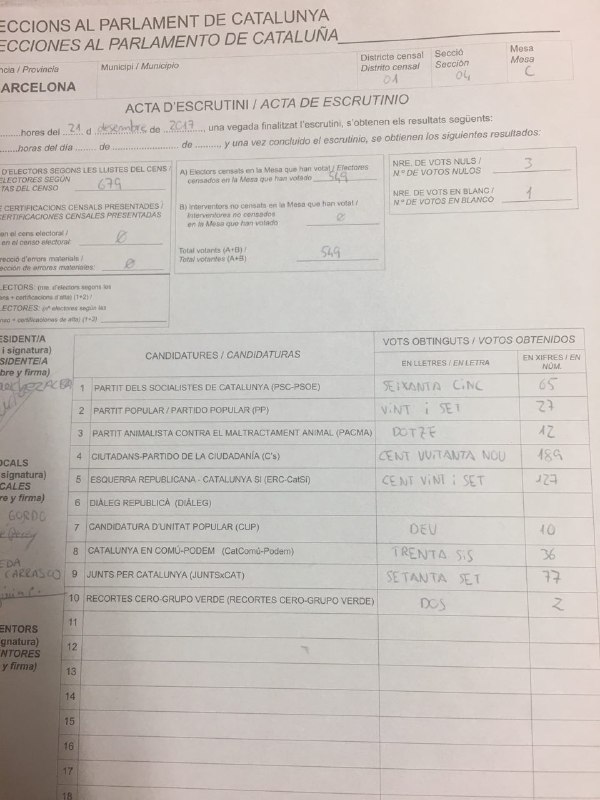 ECCIONS AL PARLAMENT DE CATALUNYA
ECCIONES AL PARLAMENTO DE CATALUÑA
ncia / Provincia
Municipi / Municipio
Districte censal
Distrito censal
01
Secció
Sección
04
Mesa
Mesa
C
ARCELONA
ACTA D'ESCRUTINI / ACTA DE ESCRUTINIO
hores del 21 d desembre de 2017, una vegada finalitzat l'escrutini, s'obtenen els resultats següents:
horas del día de de , y una vez concluido el escrutinio, se obtienen los siguientes resultados:
D'ELECTORS SEGONS LES LLISTES DEL CENS /
ELECTORES SEGÚN
TAS DEL CENSO 679
E CERTIFICACIONS CENSALS PRESENTADES /
CERTIFICACIONES CENSALES PRESENTADAS
en el cens electoral /
en el censo electoral: Ø
recció d'errors materials /
ección de errores materiales: Ø
LECTORS: (nre. d'electors segons les
ens + certificacions d'alta) (1+2) /
LECTORES: (nº electores según las
nso + certificaciones de alta) (1+2)
A) Electors censats en la Mesa que han votat / Electores
censados en la Mesa que han votado 549
B) Interventors no censats en la Mesa que han votat /
Interventores no censados
en la Mesa que han votado Ø
Total votants (A+B) /
Total votantes (A+B) 549
NRE. DE VOTS NULS /
N.º DE VOTOS NULOS 3
NRE. DE VOTS EN BLANC /
N.º DE VOTOS EN BLANCO 1
ESIDENT/A
i signatura)
SIDENTE/A
bre y firma)
OCALS
signatura)
CALES
re y firma)
GORDO
EDA
CARRASCO
ENTORS
gnatura)
NTORES
y firma)
CANDIDATURES / CANDIDATURAS
VOTS OBTINGUTS / VOTOS OBTENIDOS
EN LLETRES / EN LETRA
EN XIFRES / EN NÚM.
1 PARTIT DELS SOCIALISTES DE CATALUNYA (PSC-PSOE) SEIXANTA CINC 65
2 PARTIT POPULAR / PARTIDO POPULAR (PP) VINT i SET 27
3 PARTIT ANIMALISTA CONTRA EL MALTRACTAMENT ANIMAL (PACMA) DOTZE 12
4 CIUTADANS-PARTIDO DE LA CIUDADANÍA (C's) CENT VUITANTA NOU 189
5 ESQUERRA REPUBLICANA - CATALUNYA SI (ERC-CatSí) CENT VINT i SET 127
6 DIÀLEG REPUBLICÀ (DIÀLEG)
7 CANDIDATURA D'UNITAT POPULAR (CUP) DEU 10
8 CATALUNYA EN COMÚ-PODEM (CatComú-Podem) TRENTA SIS 36
9 JUNTS PER CATALUNYA (JUNTSxCAT) SETANTA SET 77
10 RECORTES CERO-GRUPO VERDE (RECORTES CERO-GRUPO VERDE) DOS 2
11
12
13
14
15
16
17
18